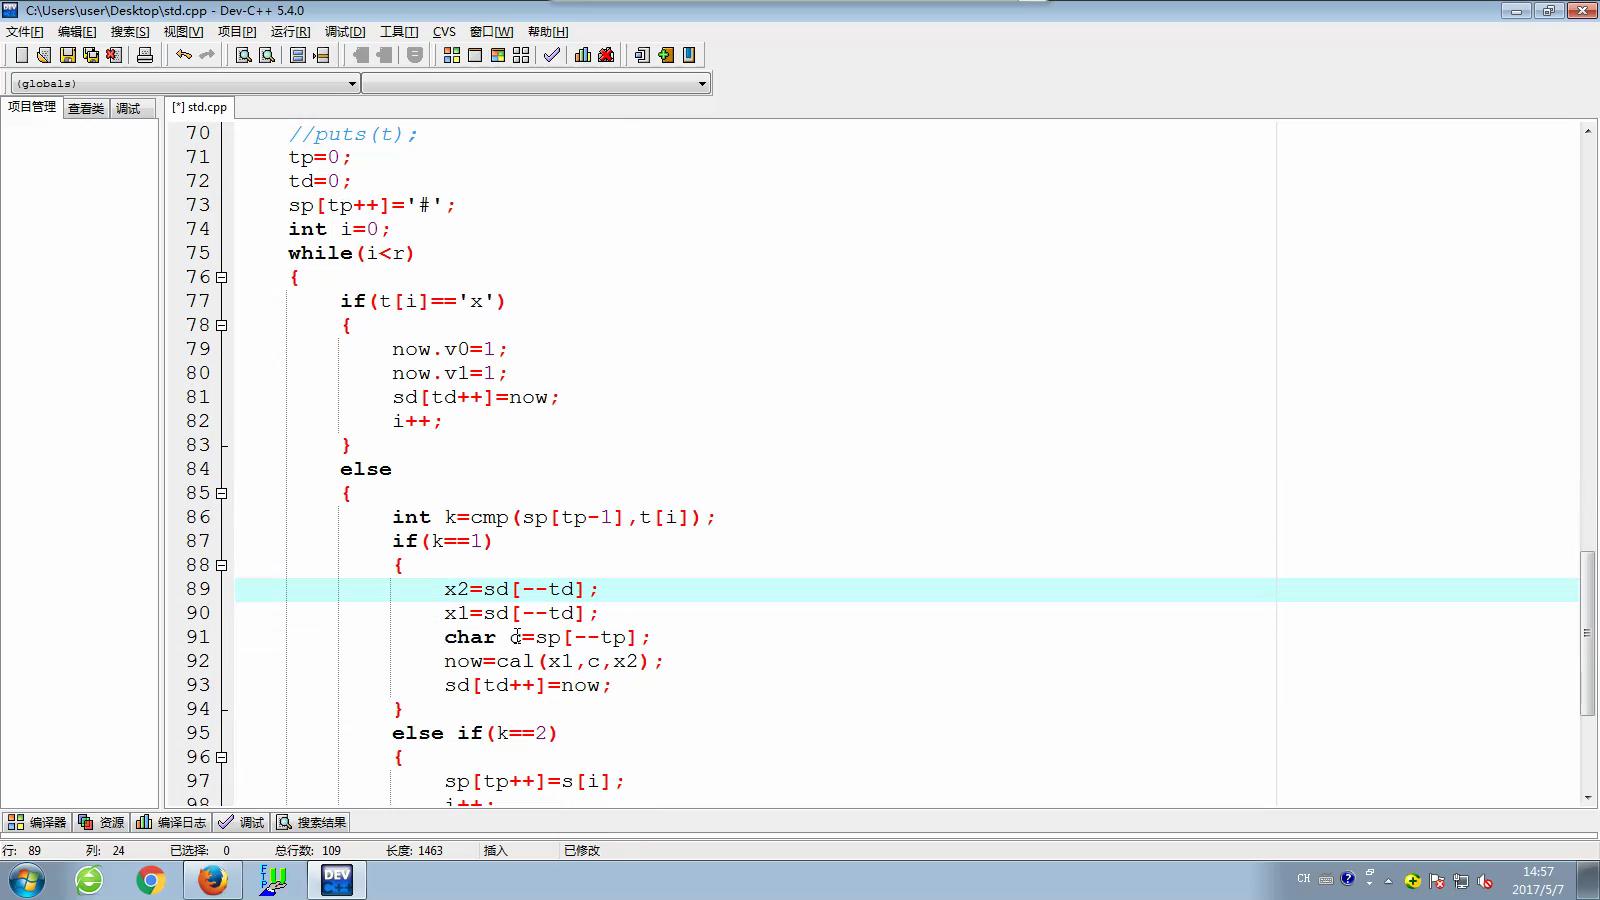 C:\Users\user\Desktop\std.cpp - Dev-C++ 5.4.0
文件[F] 编辑[E] 搜索[S] 视图[V] 项目[P] 运行[R] 调试[D] 工具[T] CVS 窗口[W] 帮助[H]
(globals)
项目管理 查看类 调试 [*] std.cpp
70 //puts(t);
71 tp=0;
72 td=0;
73 sp[tp++]='#';
74 int i=0;
75 while(i<r)
76 {
77 if(t[i]=='x')
78 {
79 now.v0=1;
80 now.v1=1;
81 sd[td++]=now;
82 i++;
83 }
84 else
85 {
86 int k=cmp(sp[tp-1],t[i]);
87 if(k==1)
88 {
89 x2=sd[--td];
90 x1=sd[--td];
91 char c=sp[--tp];
92 now=cal(x1,c,x2);
93 sd[td++]=now;
94 }
95 else if(k==2)
96 {
97 sp[tp++]=s[i];
98 i++;
编译器 资源 编译日志 调试 搜索结果
行: 89 列: 24 已选择: 0 总行数: 109 长度: 1463 插入 已修改
FTP DEV C++ CH 14:57
2017/5/7